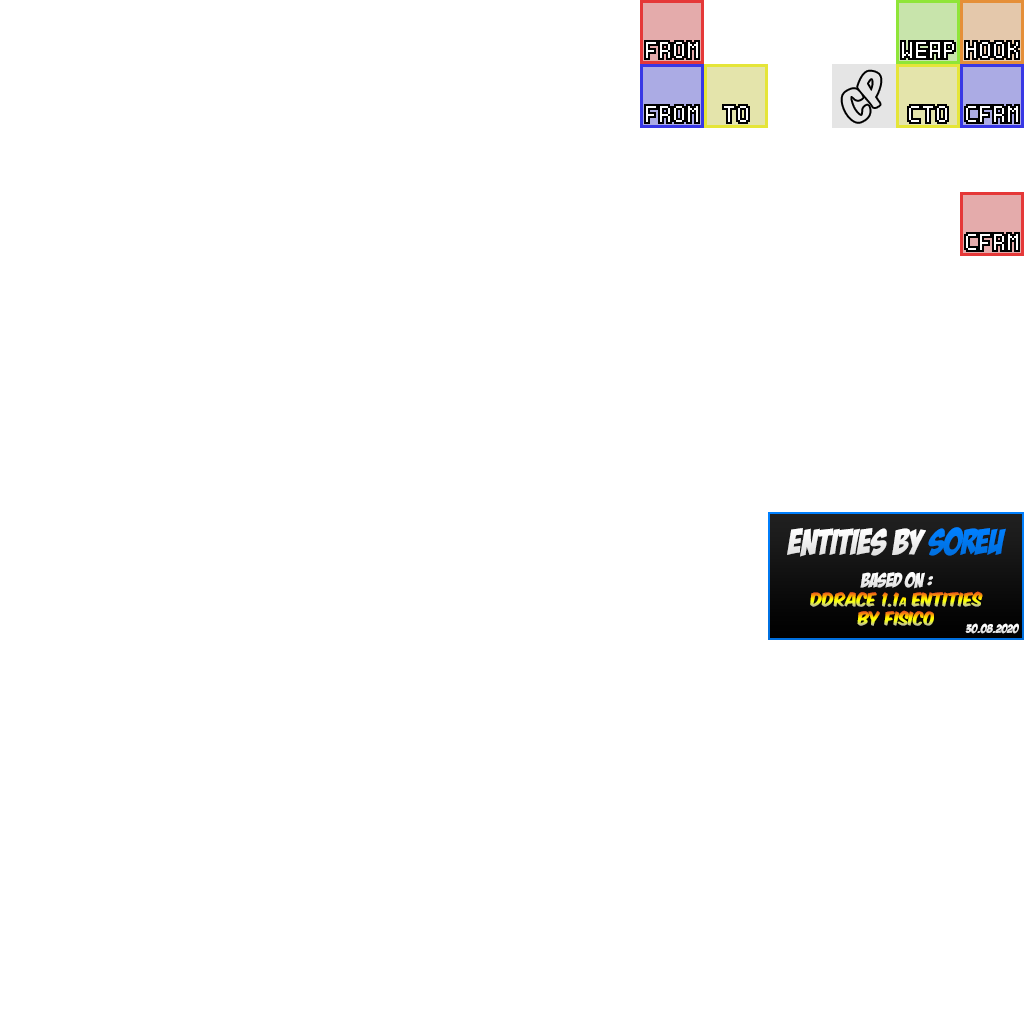 FROM
WEAP
HOOK
FROM
TO
CP
CTO
CFRM
CFRM
ENTITIES BY SOREU
BASED ON :
DDRACE 1.1A ENTITIES
BY FISICO
30.08.2020